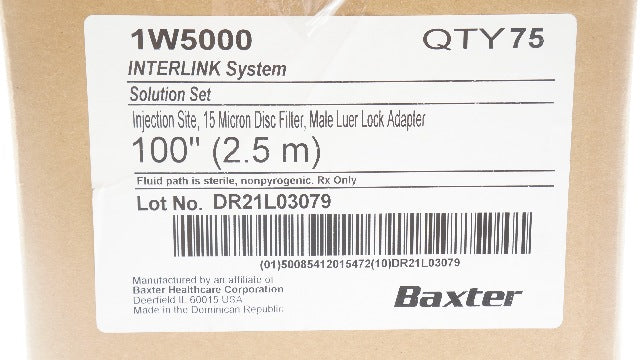 1W5000 QTY 75
INTERLINK System
Solution Set
Injection Site, 15 Micron Disc Filter, Male Luer Lock Adapter
100" (2.5 m)
Fluid path is sterile, nonpyrogenic. Rx Only
Lot No. DR21L03079
(01)50085412015472(10)DR21L03079
Manufactured by an affiliate of
Baxter Healthcare Corporation
Deerfield IL 60015 USA
Made in the Dominican Republic
Baxter